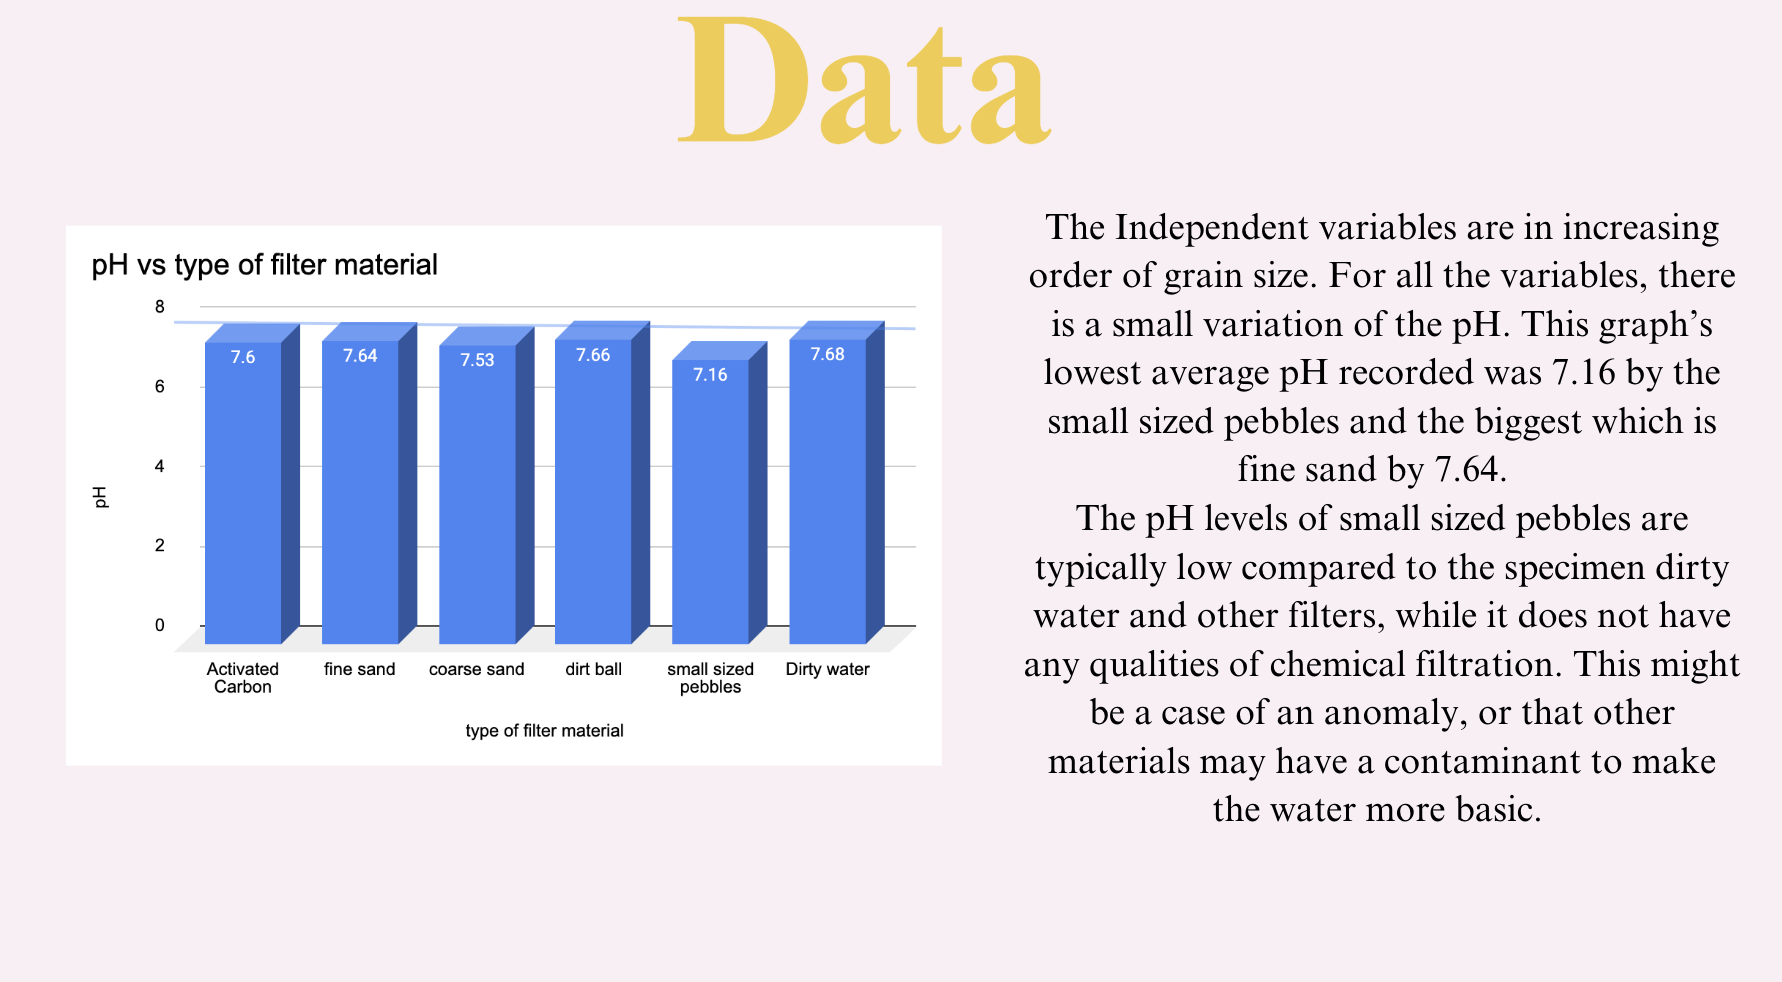 Data
pH vs type of filter material
8
6
4
2
0
pH
7.6
7.64
7.53
7.66
7.16
7.68
Activated
Carbon
fine sand
coarse sand
dirt ball
small sized
pebbles
Dirty water
type of filter material
The Independent variables are in increasing
order of grain size. For all the variables, there
is a small variation of the pH. This graph’s
lowest average pH recorded was 7.16 by the
small sized pebbles and the biggest which is
fine sand by 7.64.
The pH levels of small sized pebbles are
typically low compared to the specimen dirty
water and other filters, while it does not have
any qualities of chemical filtration. This might
be a case of an anomaly, or that other
materials may have a contaminant to make
the water more basic.